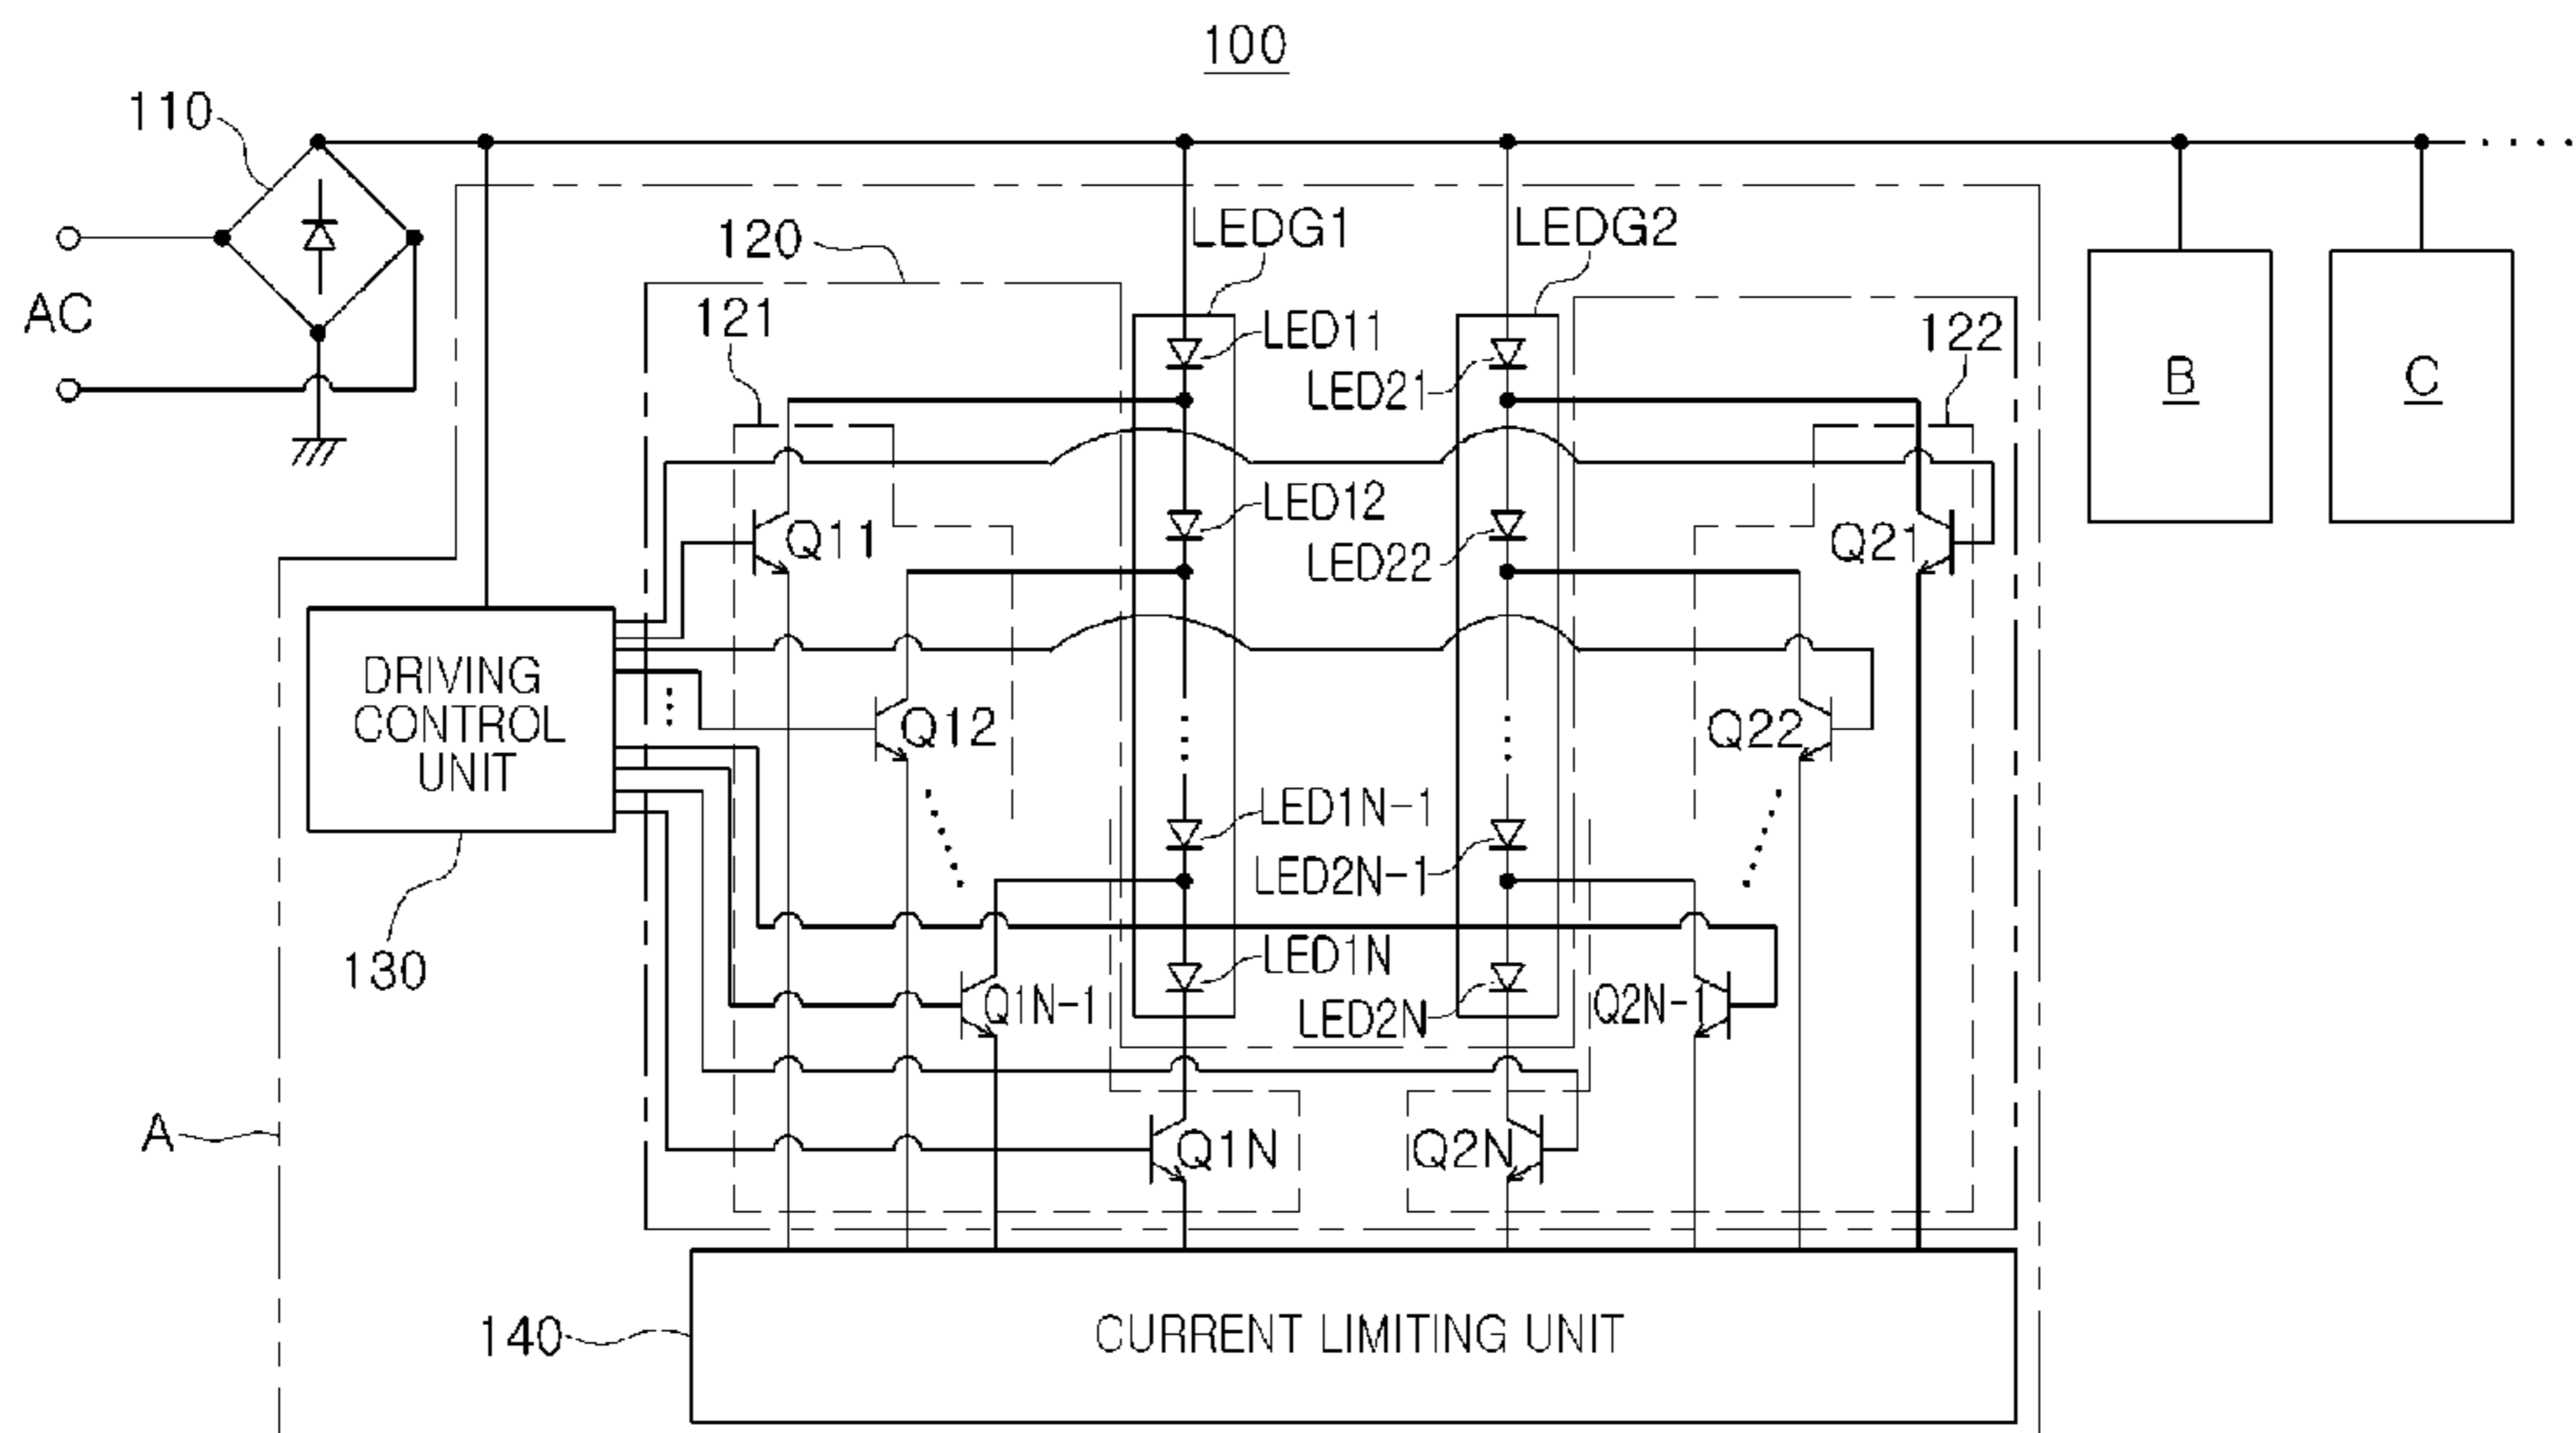 100
110
120
LEDG1
LEDG2
AC
121
LED11
122
LED21
B
C
LED12
Q11
LED22
Q21
DRIVING
CONTROL
UNIT
Q12
Q22
LED1N-1
LED2N-1
130
LED1N
Q1N-1
LED2N
Q2N-1
A
Q1N
Q2N
140
CURRENT LIMITING UNIT